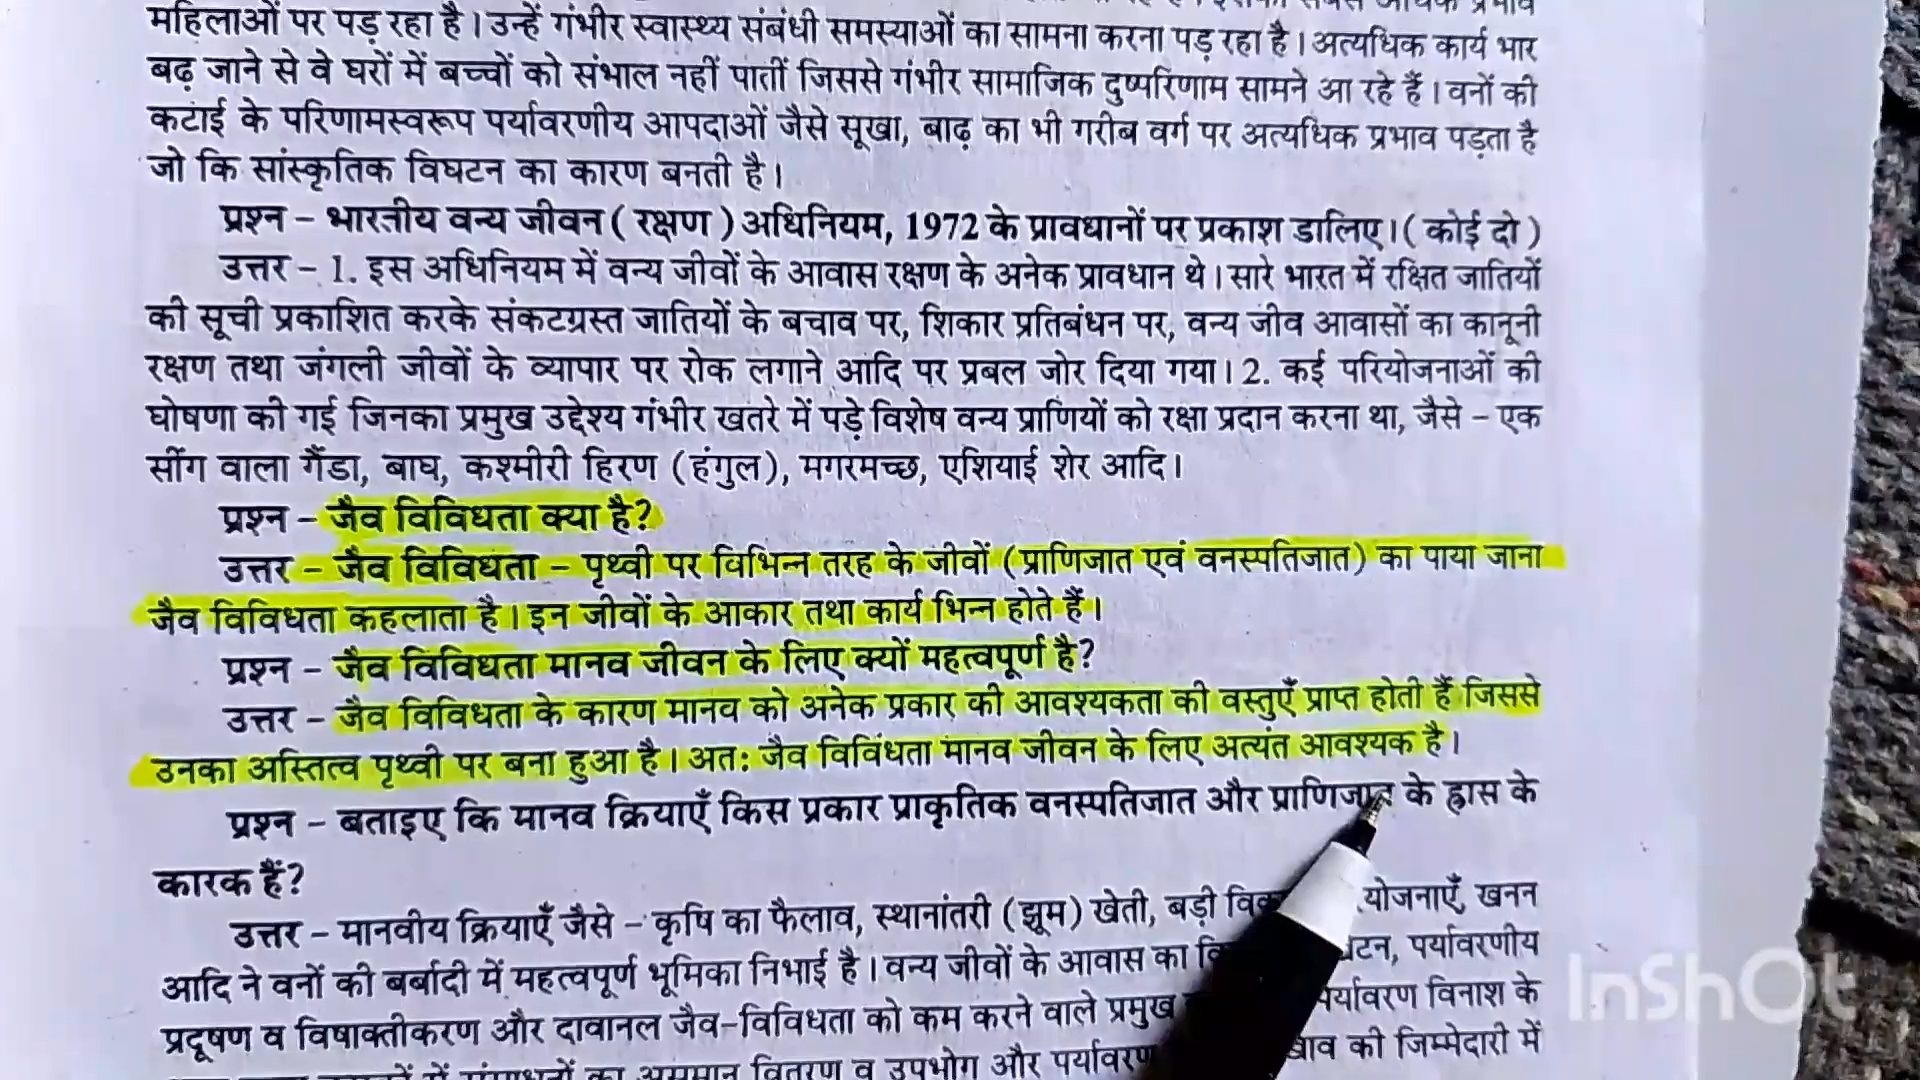 महिलाओं पर पड़ रहा है। उन्हें गंभीर स्वास्थ्य संबंधी समस्याओं का सामना करना पड़ रहा है। अत्यधिक कार्य भार
बढ़ जाने से वे घरों में बच्चों को संभाल नहीं पातीं जिससे गंभीर सामाजिक दुष्परिणाम सामने आ रहे हैं। वनों की
कटाई के परिणामस्वरूप पर्यावरणीय आपदाओं जैसे सूखा, बाढ़ का भी गरीब वर्ग पर अत्यधिक प्रभाव पड़ता है
जो कि सांस्कृतिक विघटन का कारण बनती है।
प्रश्न – भारतीय वन्य जीवन ( रक्षण ) अधिनियम, 1972 के प्रावधानों पर प्रकाश डालिए। ( कोई दो )
उत्तर – 1. इस अधिनियम में वन्य जीवों के आवास रक्षण के अनेक प्रावधान थे। सारे भारत में रक्षित जातियों
की सूची प्रकाशित करके संकटग्रस्त जातियों के बचाव पर, शिकार प्रतिबंधन पर, वन्य जीव आवासों का कानूनी
रक्षण तथा जंगली जीवों के व्यापार पर रोक लगाने आदि पर प्रबल जोर दिया गया। 2. कई परियोजनाओं की
घोषणा की गई जिनका प्रमुख उद्देश्य गंभीर खतरे में पड़े विशेष वन्य प्राणियों को रक्षा प्रदान करना था, जैसे – एक
सींग वाला गैंडा, बाघ, कश्मीरी हिरण (हंगुल), मगरमच्छ, एशियाई शेर आदि।
प्रश्न – जैव विविधता क्या है?
उत्तर – जैव विविधता – पृथ्वी पर विभिन्न तरह के जीवों (प्राणिजात एवं वनस्पतिजात) का पाया जाना
जैव विविधता कहलाता है। इन जीवों के आकार तथा कार्य भिन्न होते हैं।
प्रश्न – जैव विविधता मानव जीवन के लिए क्यों महत्वपूर्ण है?
उत्तर – जैव विविधता के कारण मानव को अनेक प्रकार की आवश्यकता की वस्तुएँ प्राप्त होती हैं जिससे
उनका अस्तित्व पृथ्वी पर बना हुआ है। अतः जैव विविधता मानव जीवन के लिए अत्यंत आवश्यक है।
प्रश्न – बताइए कि मानव क्रियाएँ किस प्रकार प्राकृतिक वनस्पतिजात और प्राणिजात के ह्रास के
कारक हैं?
उत्तर – मानवीय क्रियाएँ जैसे – कृषि का फैलाव, स्थानांतरी (झूम) खेती, बड़ी योजनाएँ, खनन
आदि ने वनों की बर्बादी में महत्वपूर्ण भूमिका निभाई है। वन्य जीवों के आवास का पर्यावरणीय
प्रदूषण व विषाक्तीकरण और दावानल जैव-विविधता को कम करने वाले प्रमुख पर्यावरण विनाश के
असमान वितरण व उपभोग और की जिम्मेदारी में
InShOt